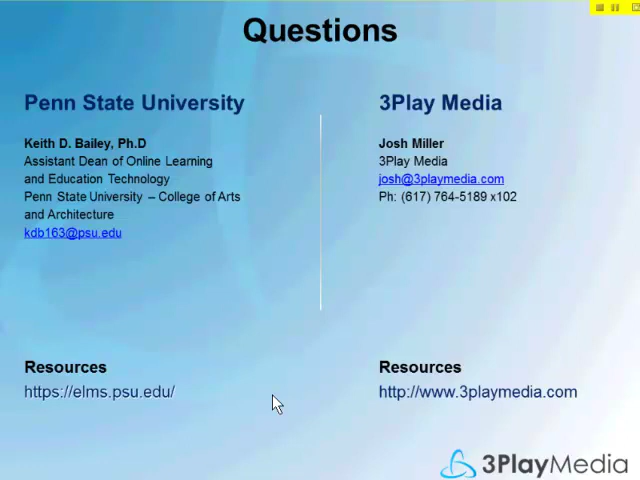 Questions
Penn State University
Keith D. Bailey, Ph.D
Assistant Dean of Online Learning
and Education Technology
Penn State University – College of Arts
and Architecture
kdb163@psu.edu
3Play Media
Josh Miller
3Play Media
josh@3playmedia.com
Ph: (617) 764-5189 x102
Resources
https://elms.psu.edu/
Resources
http://www.3playmedia.com
3PlayMedia